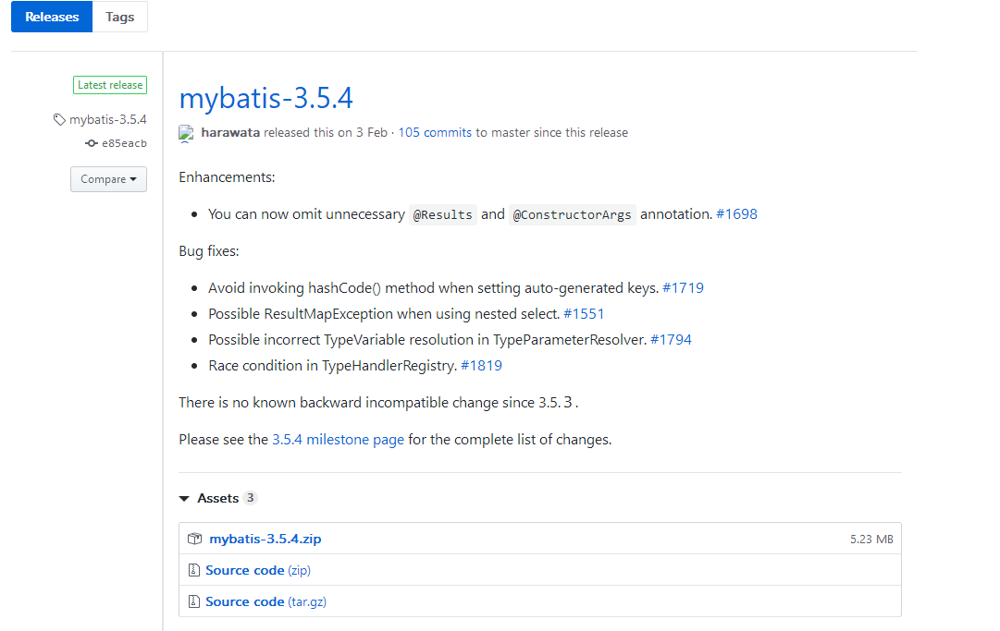 Releases Tags
Latest release
mybatis-3.5.4
e85eacb
Compare
mybatis-3.5.4
harawata released this on 3 Feb · 105 commits to master since this release
Enhancements:
• You can now omit unnecessary @Results and @ConstructorArgs annotation. #1698
Bug fixes:
• Avoid invoking hashCode() method when setting auto-generated keys. #1719
• Possible ResultMapException when using nested select. #1551
• Possible incorrect TypeVariable resolution in TypeParameterResolver. #1794
• Race condition in TypeHandlerRegistry. #1819
There is no known backward incompatible change since 3.5.3.
Please see the 3.5.4 milestone page for the complete list of changes.
Assets 3
mybatis-3.5.4.zip 5.23 MB
Source code (zip)
Source code (tar.gz)